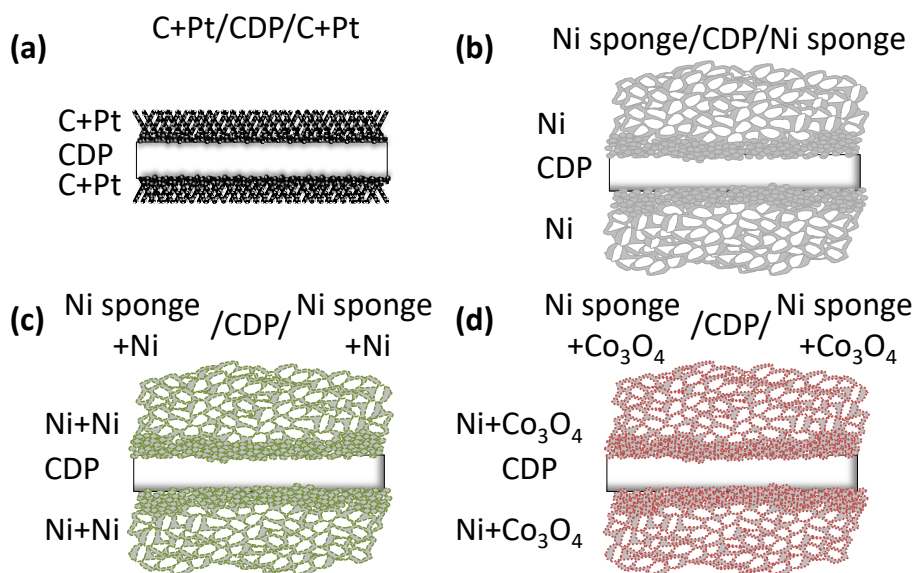 (a)
C+Pt/CDP/C+Pt
C+Pt
CDP
C+Pt
(b)
Ni sponge/CDP/Ni sponge
Ni
CDP
Ni
(c)
Ni sponge
+Ni
/CDP/
Ni sponge
+Ni
Ni+Ni
CDP
Ni+Ni
(d)
Ni sponge
+Co₃O₄
/CDP/
Ni sponge
+Co₃O₄
Ni+Co₃O₄
CDP
Ni+Co₃O₄